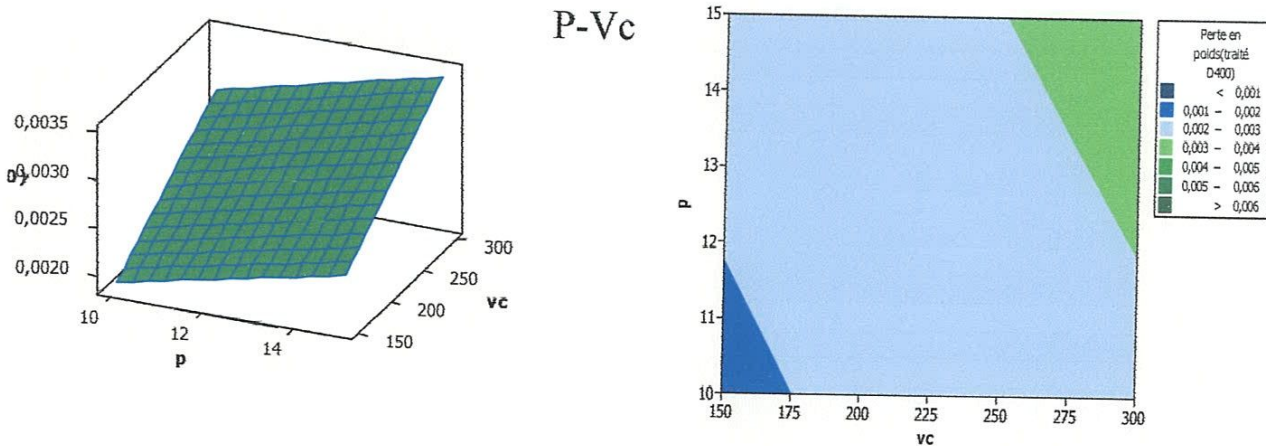 P-Vc
0,0035
0,0030
0,0025
0,0020
10
12
14
p
150
200
250
300
vc
15
14
13
12
11
10
p
150
175
200
225
250
275
300
vc
Perte en
poids(traité
D400)
< 0,001
0,001 – 0,002
0,002 – 0,003
0,003 – 0,004
0,004 – 0,005
0,005 – 0,006
> 0,006